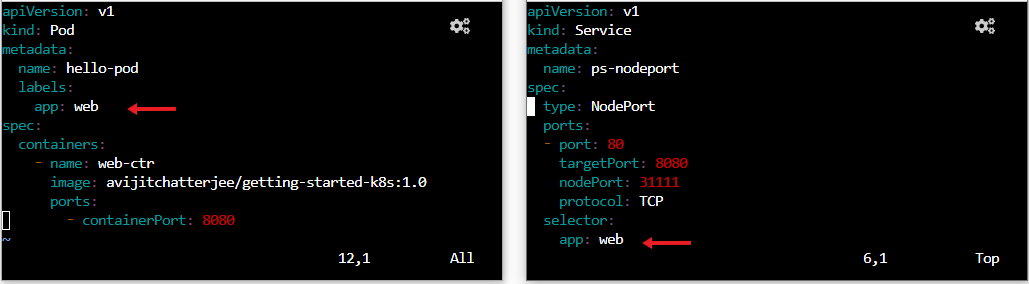 apiVersion: v1
kind: Pod
metadata:
  name: hello-pod
  labels:
    app: web
spec:
  containers:
    - name: web-ctr
      image: avijitchatterjee/getting-started-k8s:1.0
      ports:
        - containerPort: 8080
~
12,1 All
apiVersion: v1
kind: Service
metadata:
  name: ps-nodeport
spec:
  type: NodePort
  ports:
  - port: 80
    targetPort: 8080
    nodePort: 31111
    protocol: TCP
  selector:
    app: web
6,1 Top